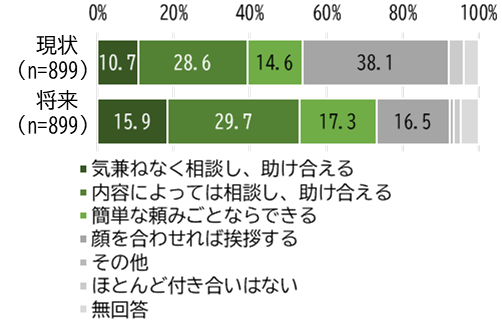 0% 20% 40% 60% 80% 100%
現状
(n=899)
10.7 28.6 14.6 38.1
将来
(n=899)
15.9 29.7 17.3 16.5
■気兼ねなく相談し、助け合える
■内容によっては相談し、助け合える
■簡単な頼みごとならできる
■顔を合わせれば挨拶する
■その他
■ほとんど付き合いはない
■無回答